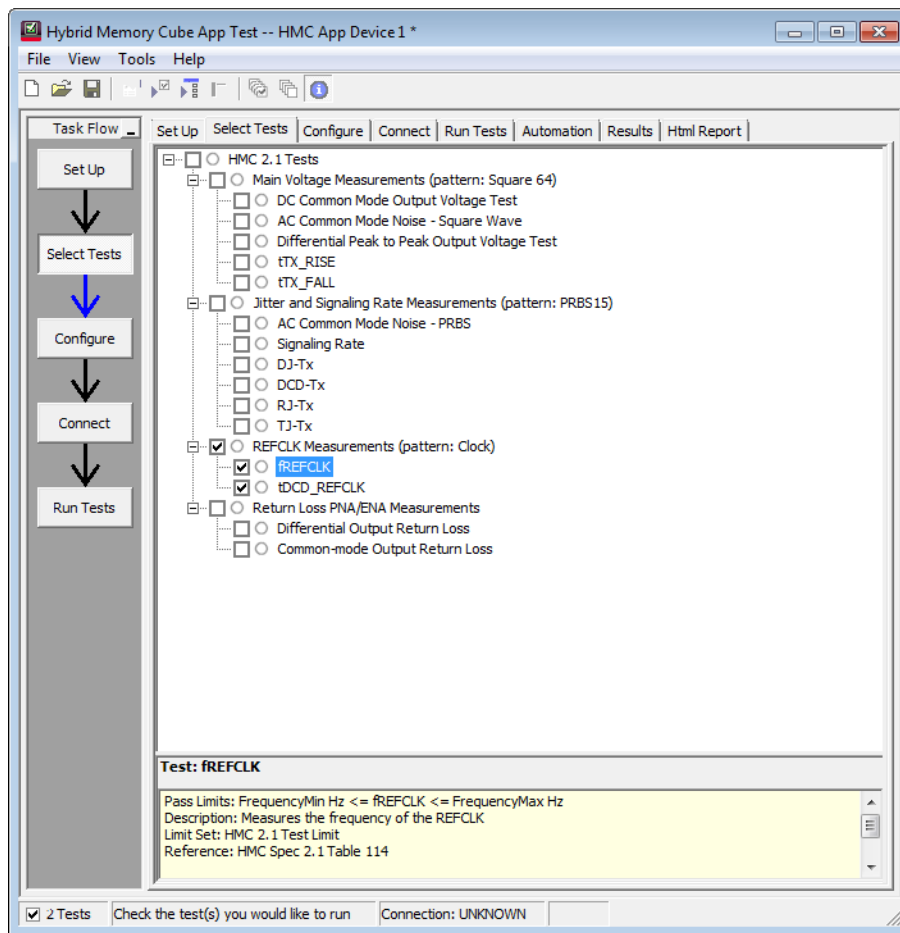 Hybrid Memory Cube App Test -- HMC App Device 1 *
File View Tools Help
Task Flow
Set Up
Select Tests
Configure
Connect
Run Tests
Set Up Select Tests Configure Connect Run Tests Automation Results Html Report
HMC 2.1 Tests
Main Voltage Measurements (pattern: Square 64)
DC Common Mode Output Voltage Test
AC Common Mode Noise - Square Wave
Differential Peak to Peak Output Voltage Test
tTX_RISE
tTX_FALL
Jitter and Signaling Rate Measurements (pattern: PRBS15)
AC Common Mode Noise - PRBS
Signaling Rate
DJ-Tx
DCD-Tx
RJ-Tx
TJ-Tx
REFCLK Measurements (pattern: Clock)
fREFCLK
tDCD_REFCLK
Return Loss PNA/ENA Measurements
Differential Output Return Loss
Common-mode Output Return Loss
Test: fREFCLK
Pass Limits: FrequencyMin Hz <= fREFCLK <= FrequencyMax Hz
Description: Measures the frequency of the REFCLK
Limit Set: HMC 2.1 Test Limit
Reference: HMC Spec 2.1 Table 114
2 Tests Check the test(s) you would like to run Connection: UNKNOWN